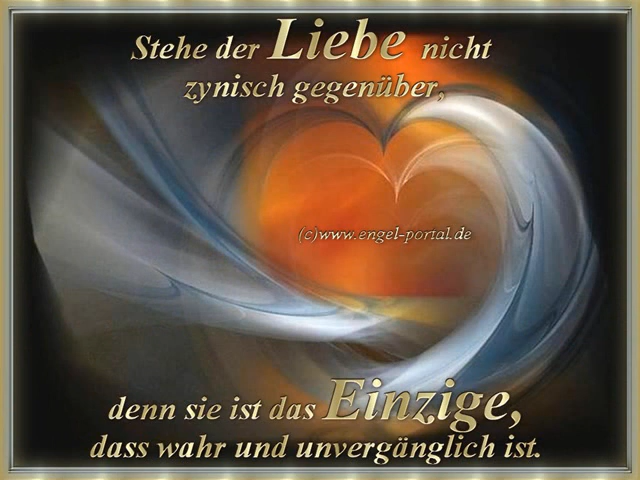 Stehe der Liebe nicht
zynisch gegenüber,
(c)www.engel-portal.de
denn sie ist das Einzige,
dass wahr und unvergänglich ist.